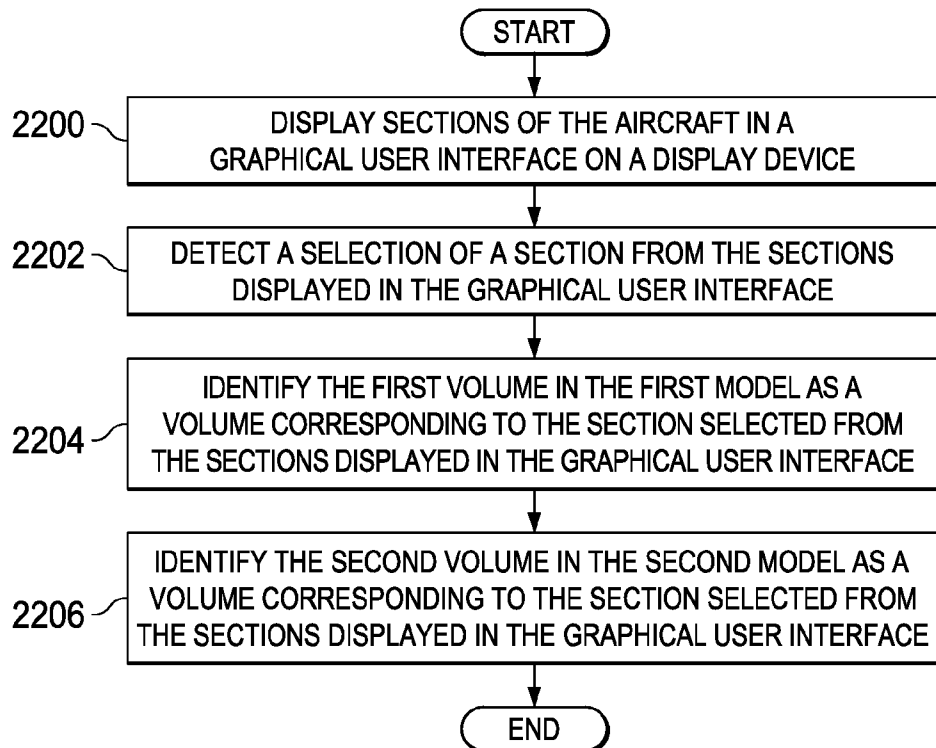 START
2200
DISPLAY SECTIONS OF THE AIRCRAFT IN A
GRAPHICAL USER INTERFACE ON A DISPLAY DEVICE
2202
DETECT A SELECTION OF A SECTION FROM THE SECTIONS
DISPLAYED IN THE GRAPHICAL USER INTERFACE
2204
IDENTIFY THE FIRST VOLUME IN THE FIRST MODEL AS A
VOLUME CORRESPONDING TO THE SECTION SELECTED FROM
THE SECTIONS DISPLAYED IN THE GRAPHICAL USER INTERFACE
2206
IDENTIFY THE SECOND VOLUME IN THE SECOND MODEL AS A
VOLUME CORRESPONDING TO THE SECTION SELECTED FROM
THE SECTIONS DISPLAYED IN THE GRAPHICAL USER INTERFACE
END